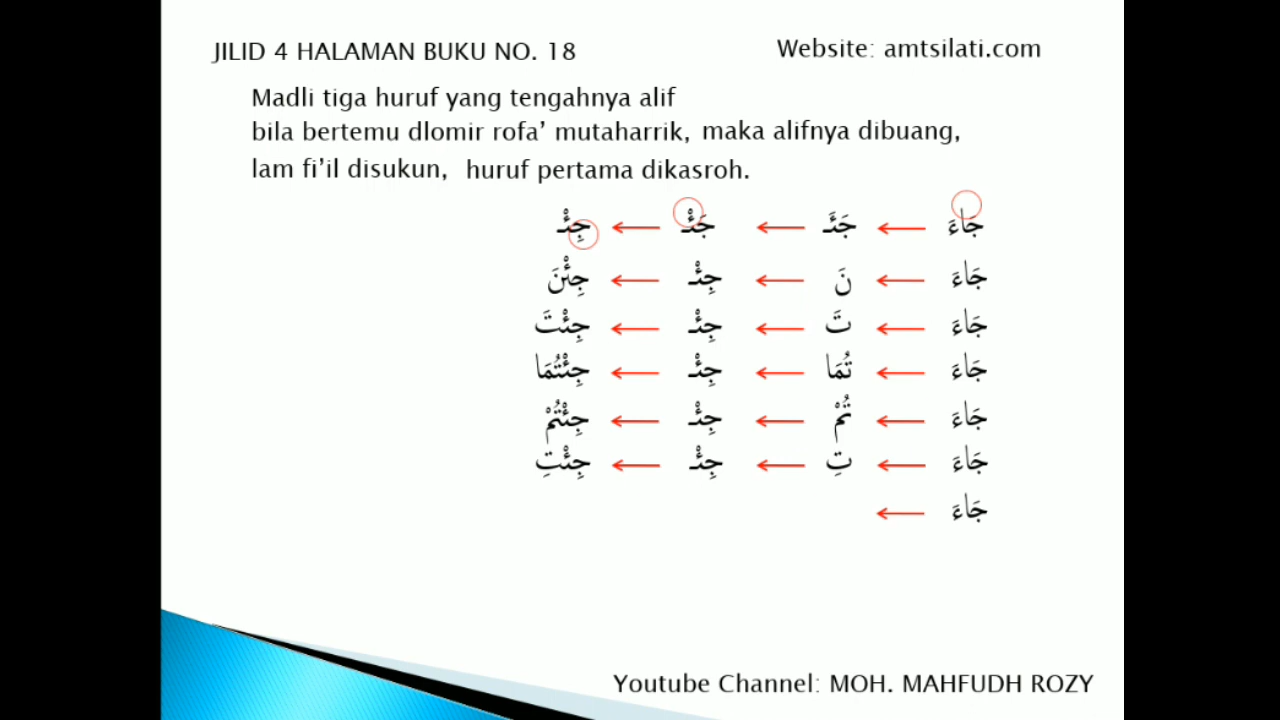 JILID 4 HALAMAN BUKU NO. 18
Website: amtsilati.com
Madli tiga huruf yang tengahnya alif
bila bertemu dlomir rofa’ mutaharrik, maka alifnya dibuang,
lam fi’il disukun, huruf pertama dikasroh.
جَاءَ ← جَئَـ ← جَئْـ ← جِئْـ
جَاءَ ← نَ ← جِئْـ ← جِئْنَ
جَاءَ ← تَ ← جِئْـ ← جِئْتَ
جَاءَ ← تُمَا ← جِئْـ ← جِئْتُمَا
جَاءَ ← تُمْ ← جِئْـ ← جِئْتُمْ
جَاءَ ← تِ ← جِئْـ ← جِئْتِ
جَاءَ ←
Youtube Channel: MOH. MAHFUDH ROZY